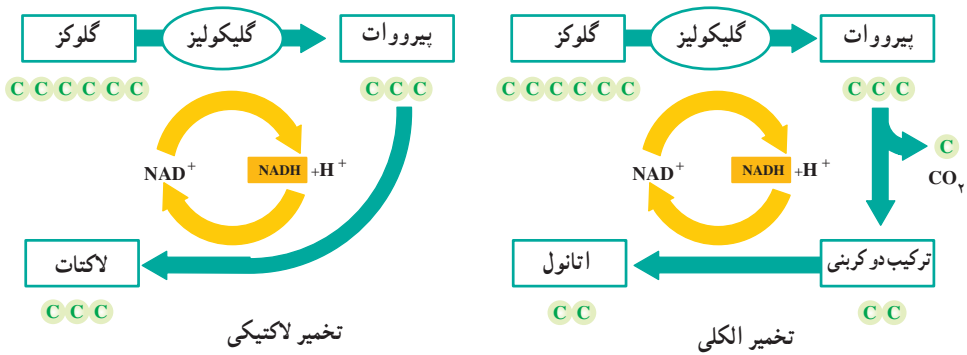 گلوکز
گلیکولیز
پیرووات
C C C C C C
C C C
NAD+
NADH +H+
لاکتات
C C C
تخمیر لاکتیکی
گلوکز
گلیکولیز
پیرووات
C C C C C C
C C C
C
CO۲
NAD+
NADH +H+
اتانول
ترکیب دو کربنی
C C
C C
تخمیر الکلی